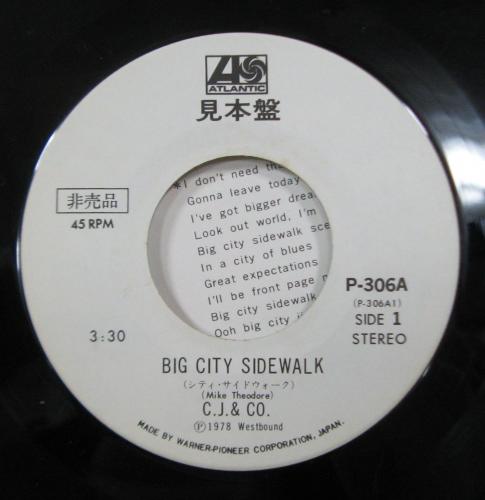 ATLANTIC
見本盤
*I don't need the
Gonna leave today
I've got bigger drea
Look out world, I'm
Big city sidewalk sce
In a city of blues
Great expectations
I'll be front page
Big city sidewalk
Ooh big city
非売品
45 RPM
P-306A
(P-306A1)
SIDE 1
STEREO
3:30
BIG CITY SIDEWALK
(シティ・サイドウォーク)
(Mike Theodore)
C.J.& CO.
Ⓟ1978 Westbound
MADE BY WARNER-PIONEER CORPORATION, JAPAN.